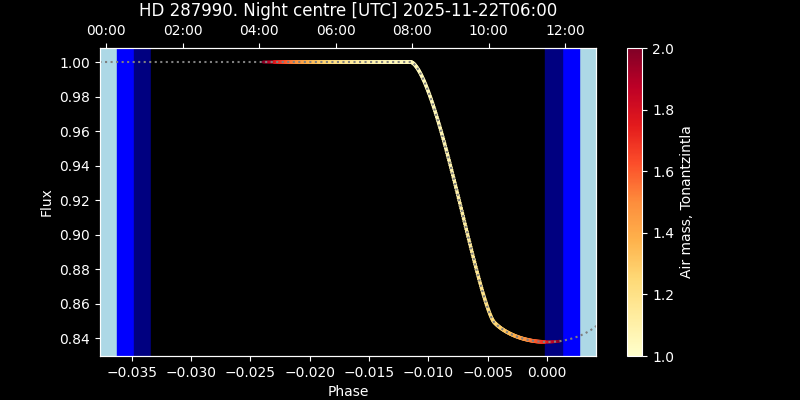 HD 287990. Night centre [UTC] 2025-11-22T06:00
00:00 02:00 04:00 06:00 08:00 10:00 12:00
1.00
0.98
0.96
0.94
0.92
0.90
0.88
0.86
0.84
Flux
−0.035 −0.030 −0.025 −0.020 −0.015 −0.010 −0.005 0.000
Phase
2.0
1.8
1.6
1.4
1.2
1.0
Air mass, Tonantzintla